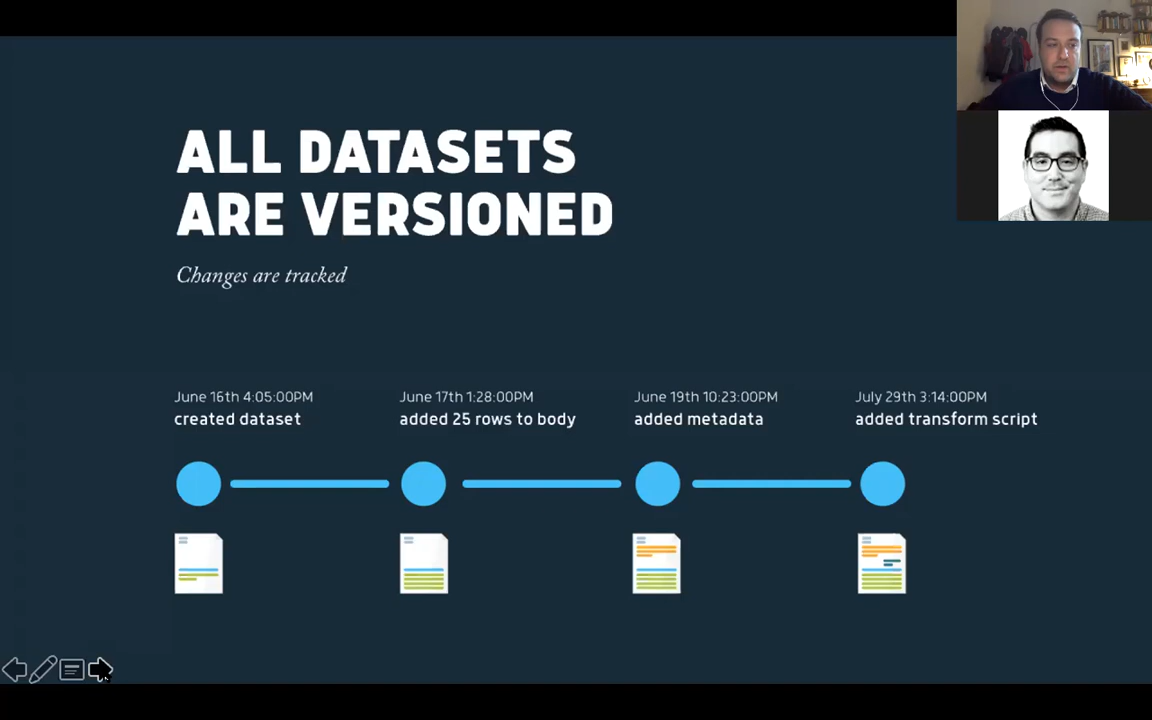 ALL DATASETS
ARE VERSIONED
Changes are tracked
June 16th 4:05:00PM
created dataset
June 17th 1:28:00PM
added 25 rows to body
June 19th 10:23:00PM
added metadata
July 29th 3:14:00PM
added transform script